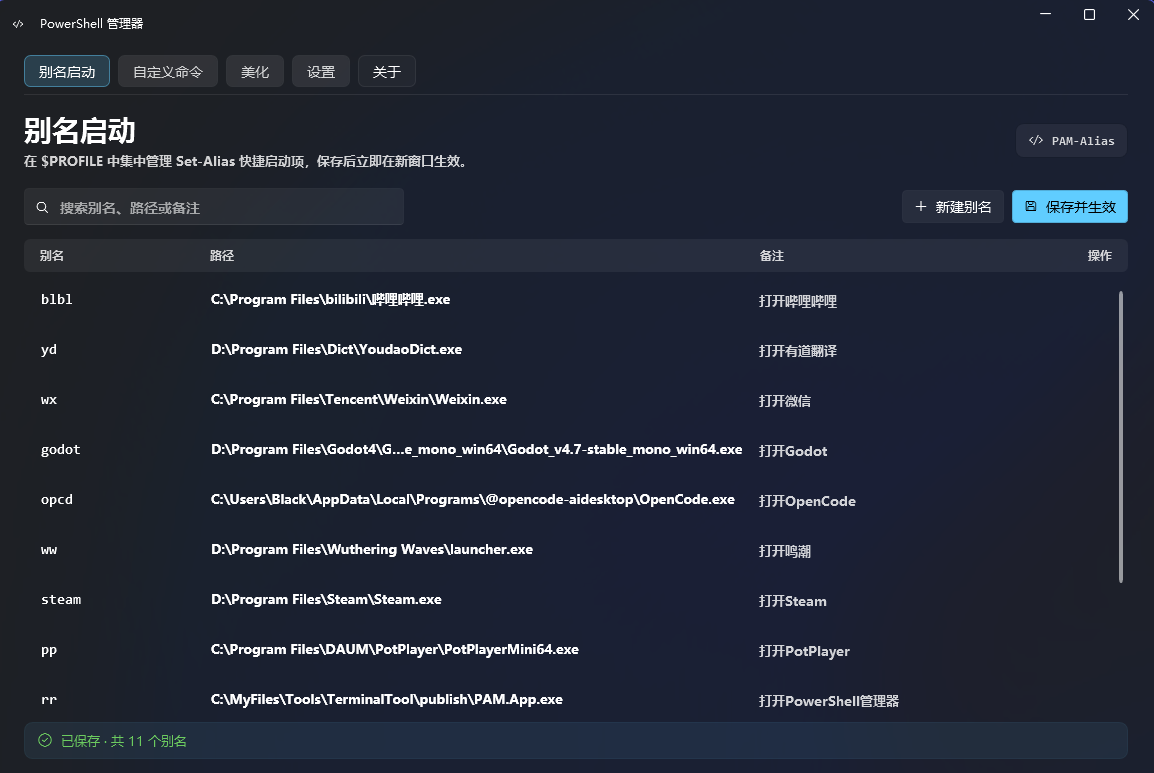 PowerShell 管理器
别名启动 自定义命令 美化 设置 关于
别名启动
在 $PROFILE 中集中管理 Set-Alias 快捷启动项，保存后立即在新窗口生效。
</> PAM-Alias
搜索别名、路径或备注
+ 新建别名 保存并生效
别名 路径 备注 操作
blbl C:\Program Files\bilibili\哔哩哔哩.exe 打开哔哩哔哩
yd D:\Program Files\Dict\YoudaoDict.exe 打开有道翻译
wx C:\Program Files\Tencent\Weixin\Weixin.exe 打开微信
godot D:\Program Files\Godot4\G...e_mono_win64\Godot_v4.7-stable_mono_win64.exe 打开Godot
opcd C:\Users\Black\AppData\Local\Programs\@opencode-aidesktop\OpenCode.exe 打开OpenCode
ww D:\Program Files\Wuthering Waves\launcher.exe 打开鸣潮
steam D:\Program Files\Steam\Steam.exe 打开Steam
pp C:\Program Files\DAUM\PotPlayer\PotPlayerMini64.exe 打开PotPlayer
rr C:\MyFiles\Tools\TerminalTool\publish\PAM.App.exe 打开PowerShell管理器
已保存 · 共 11 个别名